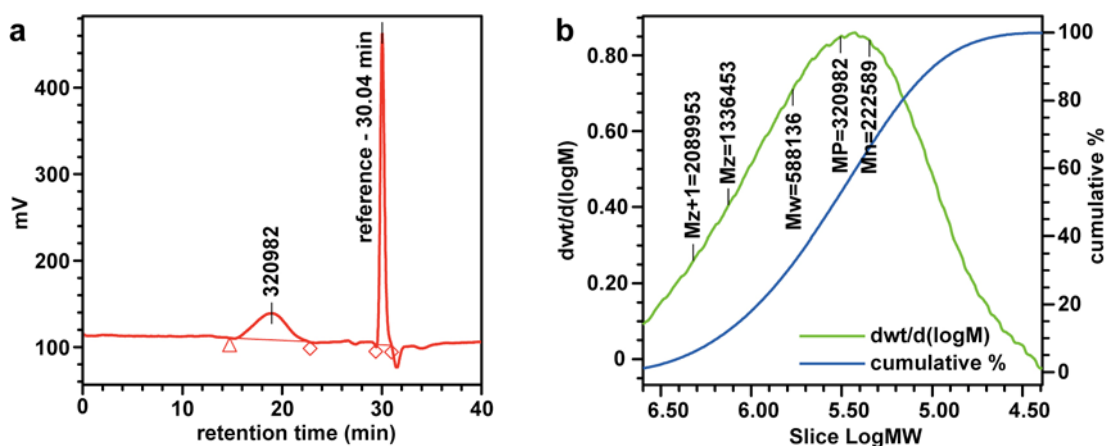 a
mV
400
300
200
100
0
10
20
30
40
retention time (min)
320982
reference - 30.04 min
b
dwt/d(logM)
0.80
0.60
0.40
0.20
0
6.50
6.00
5.50
5.00
4.50
Slice LogMW
Mz+1=2089953
Mz=1336453
Mw=588136
MP=320982
Mn=222589
dwt/d(logM)
cumulative %
100
80
60
40
20
0
cumulative %